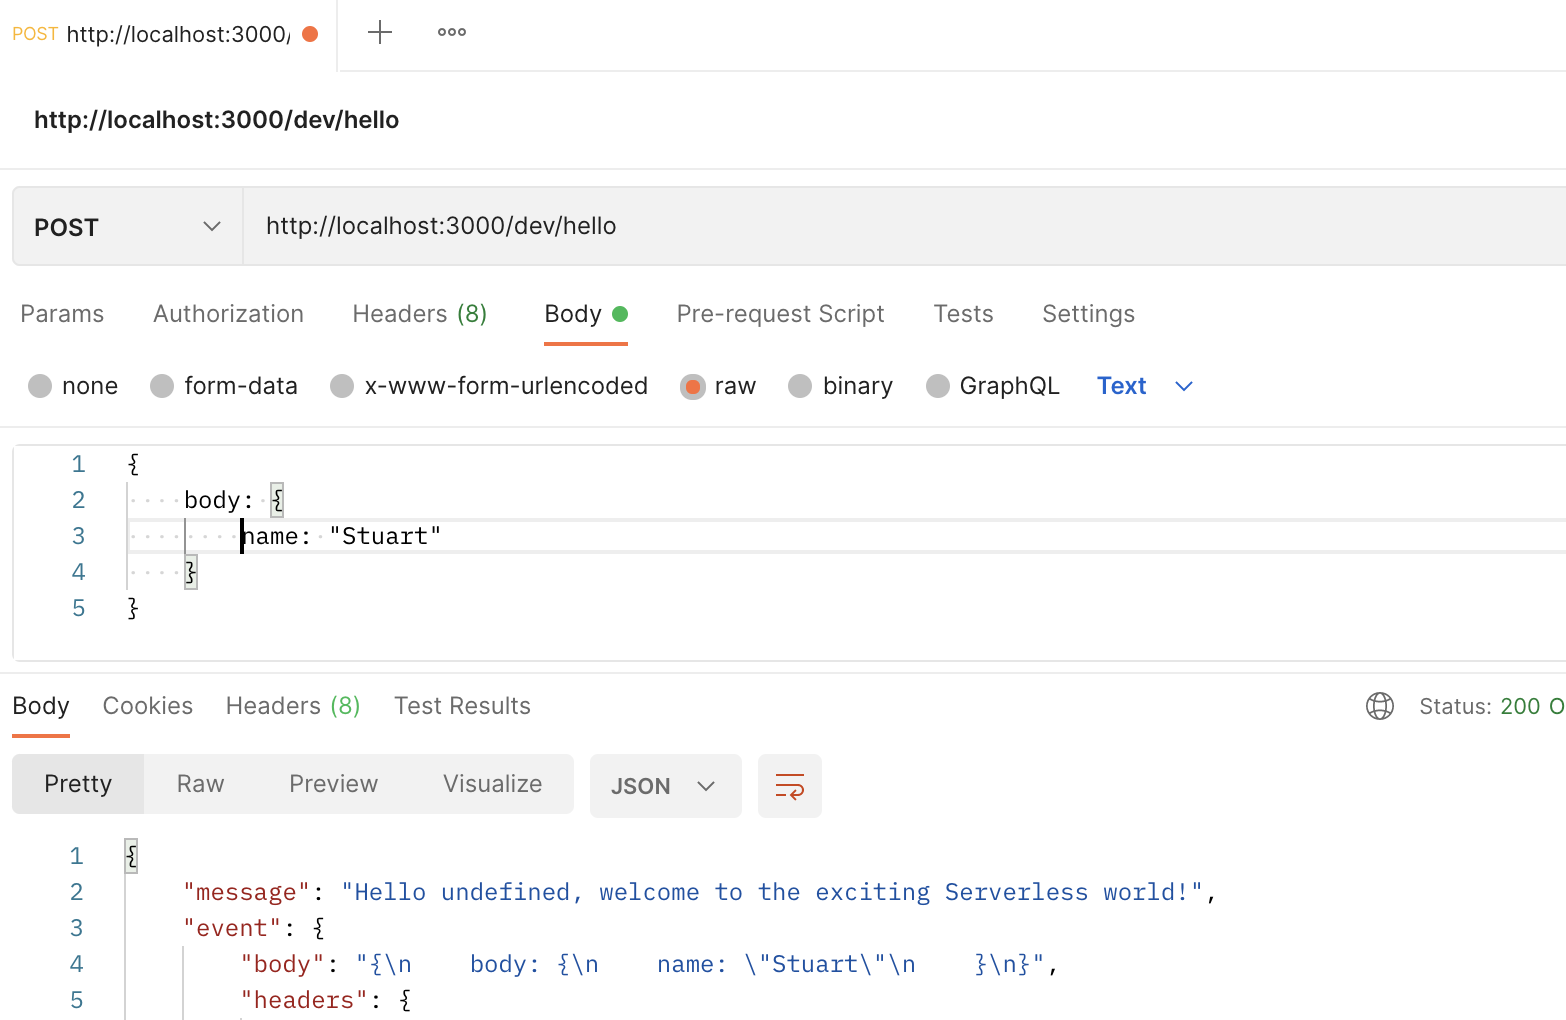 POST http://localhost:3000/
http://localhost:3000/dev/hello
POST http://localhost:3000/dev/hello
Params Authorization Headers (8) Body Pre-request Script Tests Settings
none form-data x-www-form-urlencoded raw binary GraphQL Text
1 {
2     body: {
3         name: "Stuart"
4     }
5 }
Body Cookies Headers (8) Test Results Status: 200 O
Pretty Raw Preview Visualize JSON
1 {
2     "message": "Hello undefined, welcome to the exciting Serverless world!",
3     "event": {
4         "body": "{\n    body: {\n    name: \"Stuart\"\n    }\n}",
5         "headers": {